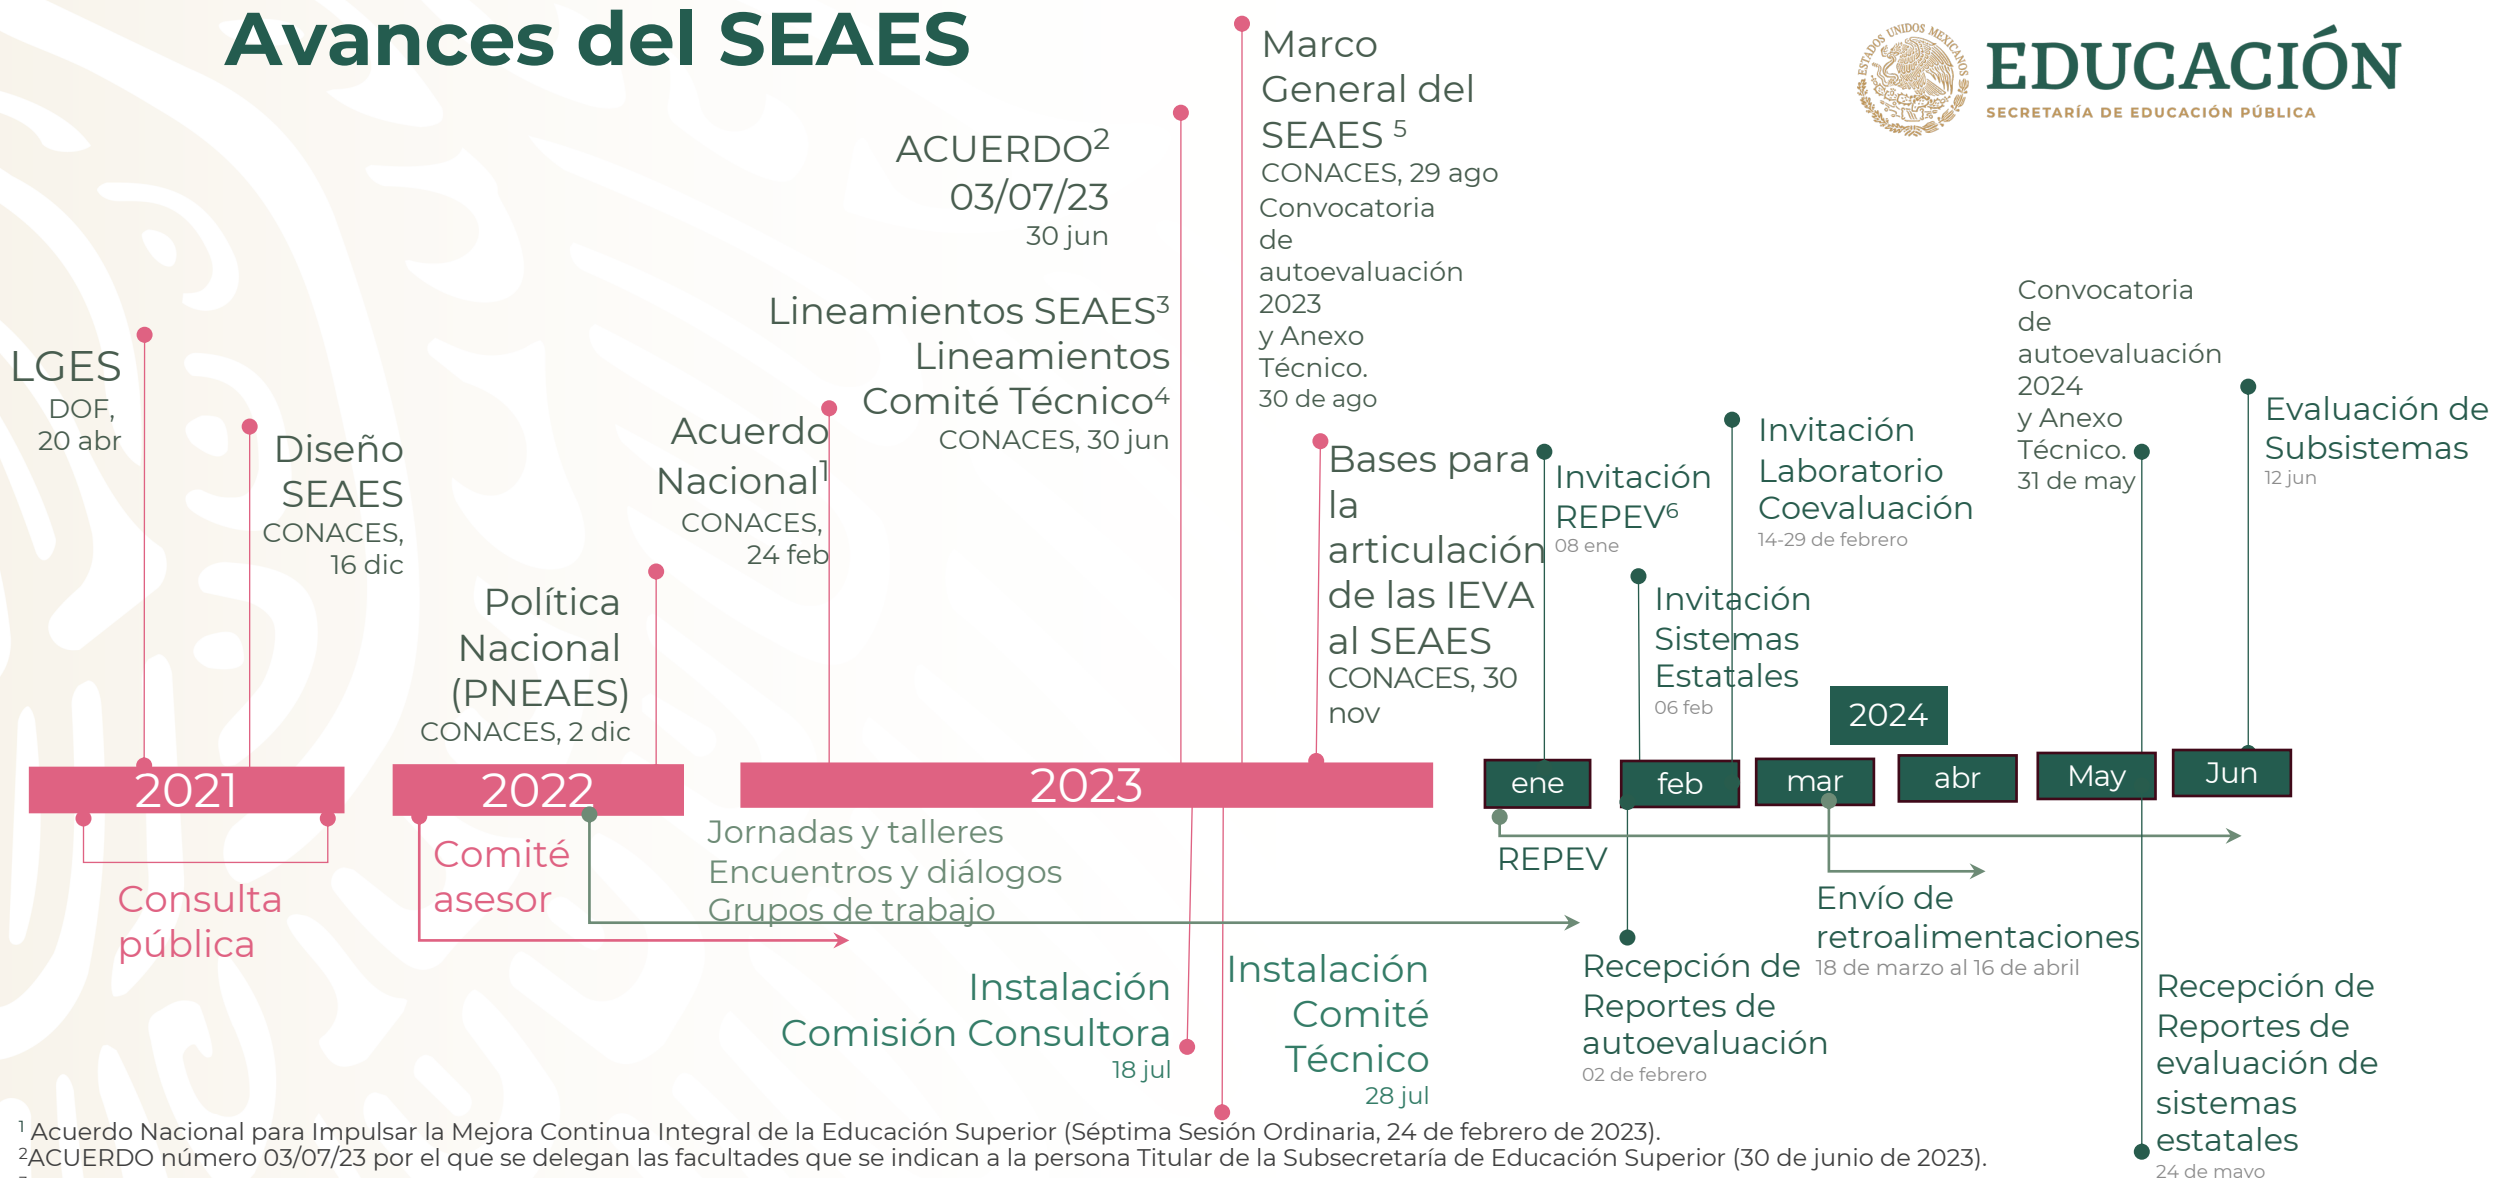 Avances del SEAES
ESTADOS UNIDOS MEXICANOS
EDUCACIÓN
SECRETARÍA DE EDUCACIÓN PÚBLICA
LGES
DOF,
20 abr
Diseño
SEAES
CONACES,
16 dic
Política
Nacional
(PNEAES)
CONACES, 2 dic
Acuerdo
Nacional1
CONACES,
24 feb
ACUERDO2
03/07/23
30 jun
Lineamientos SEAES3
Lineamientos
Comité Técnico4
CONACES, 30 jun
Marco
General del
SEAES 5
CONACES, 29 ago
Convocatoria
de
autoevaluación
2023
y Anexo
Técnico.
30 de ago
Bases para
la
articulación
de las IEVA
al SEAES
CONACES, 30
nov
Invitación
REPEV6
08 ene
Invitación
Sistemas
Estatales
06 feb
Invitación
Laboratorio
Coevaluación
14-29 de febrero
Convocatoria
de
autoevaluación
2024
y Anexo
Técnico.
31 de may
Evaluación de
Subsistemas
12 jun
2024
2021
2022
2023
ene
feb
mar
abr
May
Jun
Consulta
pública
Comité
asesor
Jornadas y talleres
Encuentros y diálogos
Grupos de trabajo
Instalación
Comisión Consultora
18 jul
Instalación
Comité
Técnico
28 jul
REPEV
Recepción de
Reportes de
autoevaluación
02 de febrero
Envío de
retroalimentaciones
18 de marzo al 16 de abril
Recepción de
Reportes de
evaluación de
sistemas
estatales
24 de mayo
1 Acuerdo Nacional para Impulsar la Mejora Continua Integral de la Educación Superior (Séptima Sesión Ordinaria, 24 de febrero de 2023).
2ACUERDO número 03/07/23 por el que se delegan las facultades que se indican a la persona Titular de la Subsecretaría de Educación Superior (30 de junio de 2023).